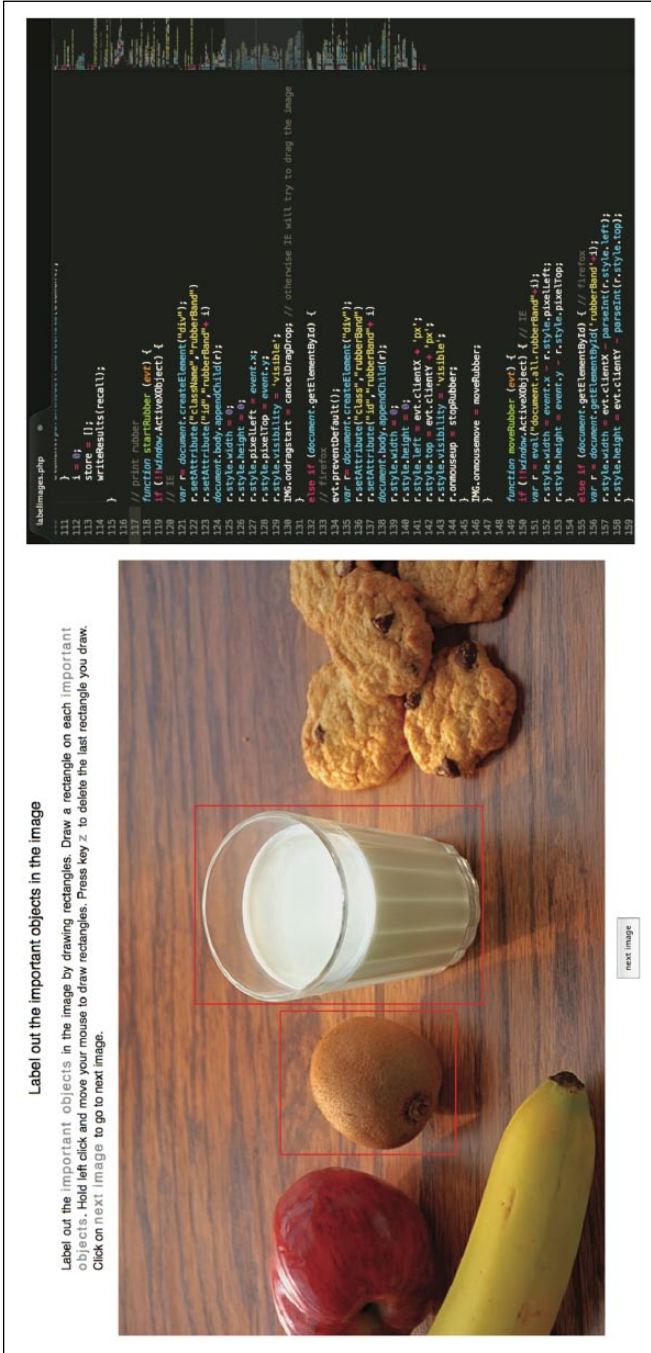 Label out the important objects in the image
Label out the important objects in the image by drawing rectangles. Draw a rectangle on each important
objects. Hold left click and move your mouse to draw rectangles. Press key z to delete the last rectangle you draw.
Click on next image to go to next image.
next image
labelimages.php
111 }
112 i = 0;
113 store = [];
114 writeResults(recall);
115 }
116
117 // print rubber
118 function startRubber (evt) {
119 if (!!window.ActiveXObject) {
120 // IE
121 var r= document.createElement("div");
122 r.setAttribute("className","rubberBand")
123 r.setAttribute("id","rubberBand"+ i)
124 document.body.appendChild(r);
125 r.style.width = 0;
126 r.style.height = 0;
127 r.style.pixelLeft = event.x;
128 r.style.pixelTop = event.y;
129 r.style.visibility = 'visible';
130 IMG.ondragstart = cancelDragDrop; // otherwise IE will try to drag the image
131 }
132 else if (document.getElementById) {
133 // firefox
134 evt.preventDefault();
135 var r= document.createElement("div");
136 r.setAttribute("class","rubberBand")
137 r.setAttribute("id","rubberBand"+ i)
138 document.body.appendChild(r);
139 r.style.width = 0;
140 r.style.height = 0;
141 r.style.left = evt.clientX + 'px';
142 r.style.top = evt.clientY + 'px';
143 r.style.visibility = 'visible';
144 r.onmouseup = stopRubber;
145 }
146 IMG.onmousemove = moveRubber;
147 }
148
149 function moveRubber (evt) {
150 if (!!window.ActiveXObject) { // IE
151 var r = eval("document.all.rubberBand"+i);
152 r.style.width = event.x - r.style.pixelLeft;
153 r.style.height = event.y - r.style.pixelTop;
154 }
155 else if (document.getElementById) { // firefox
156 var r = document.getElementById('rubberBand'+i);
157 r.style.width = evt.clientX - parseInt(r.style.left);
158 r.style.height = evt.clientY - parseInt(r.style.top);
159 }